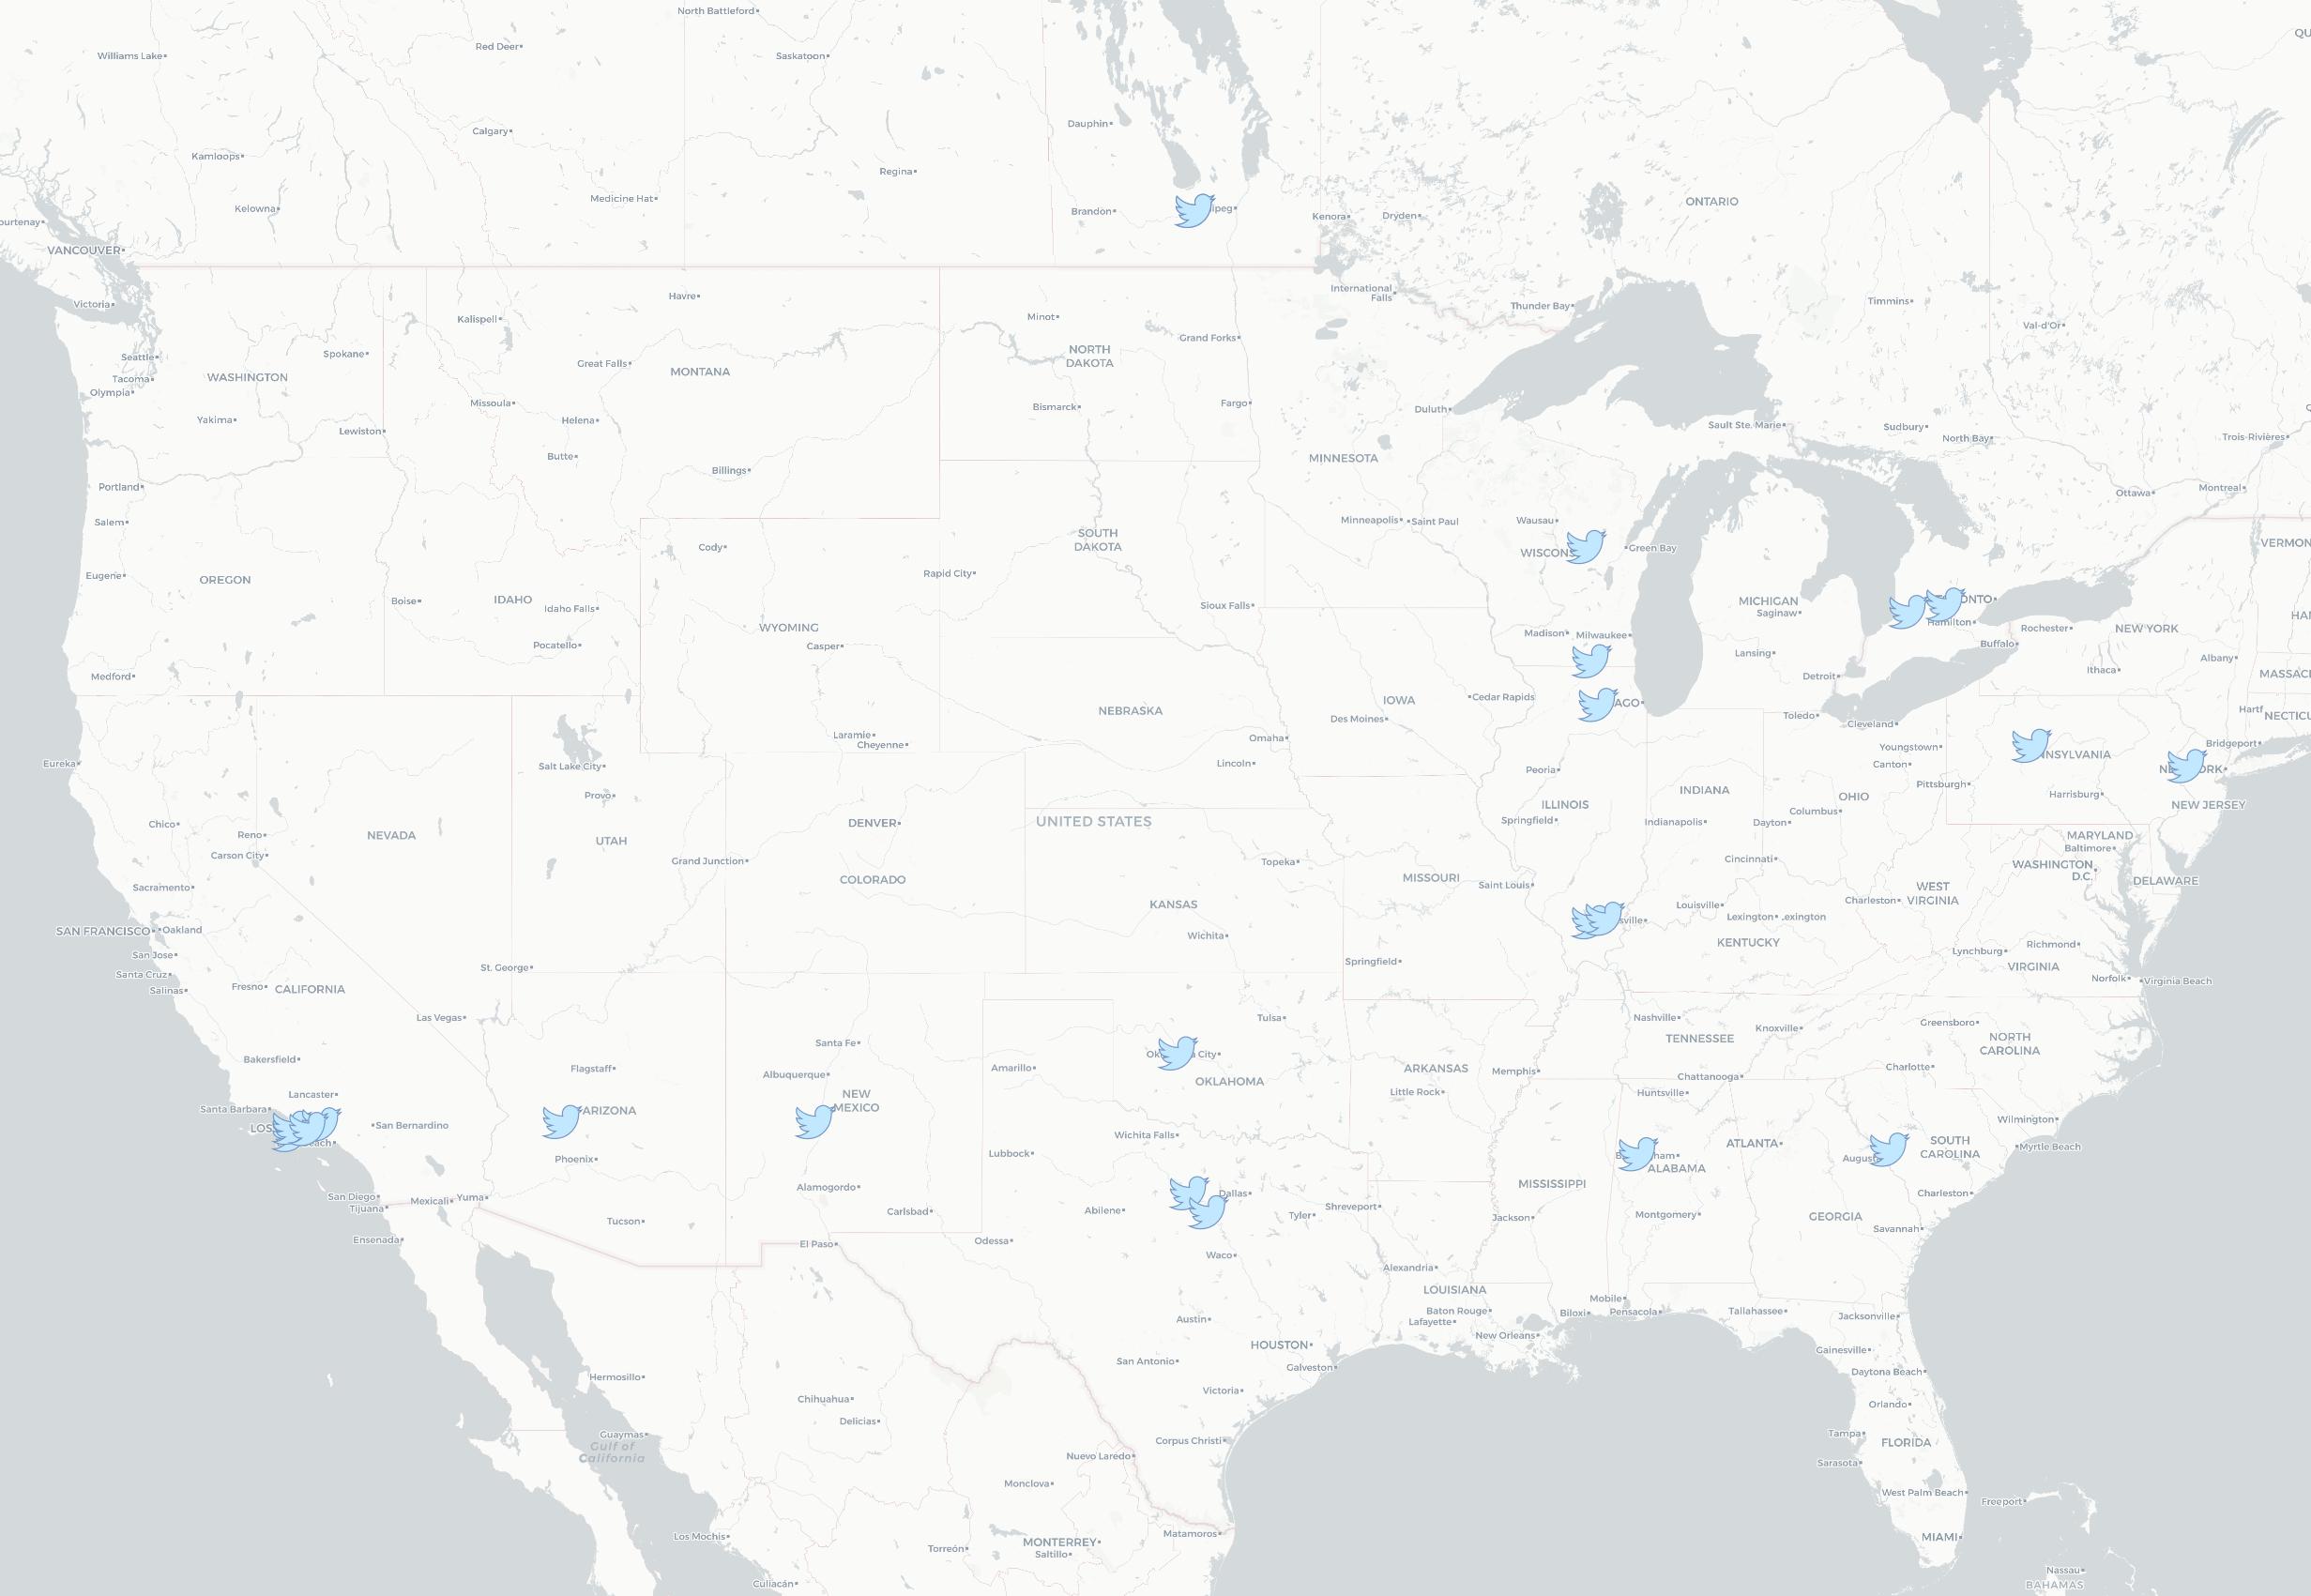 North Battleford
QU
Williams Lake
Red Deer
Saskatoon
Dauphin
Calgary
Kamloops
Regina
Medicine Hat
Kelowna
ourtenay
Brandon
ipeg
Kenora
Dryden
ONTARIO
VANCOUVER
Victoria
Havre
International
Falls
Thunder Bay
Timmins
Kalispell
Minot
Grand Forks
Val-d'Or
Seattle
Spokane
Great Falls
NORTH
DAKOTA
Tacoma
WASHINGTON
MONTANA
Olympia
Missoula
Bismarck
Fargo
Duluth
Yakima
Helena
Sault Ste. Marie
Sudbury
North Bay
Trois-Rivières
Lewiston
Butte
Billings
MINNESOTA
Portland
Ottawa
Montreal
Salem
Minneapolis
Saint Paul
Wausau
SOUTH
DAKOTA
Cody
WISCONS
Green Bay
VERMON
Eugene
OREGON
Rapid City
Boise
IDAHO
Idaho Falls
Sioux Falls
MICHIGAN
Saginaw
ONTO
HAM
WYOMING
Hamilton
Rochester
NEW YORK
Pocatello
Casper
Madison
Milwaukee
Buffalo
Lansing
Albany
Ithaca
MASSAC
Medford
Detroit
NEBRASKA
IOWA
Cedar Rapids
AGO
Des Moines
Toledo
Cleveland
Hartf
NECTICU
Laramie
Cheyenne
Omaha
Youngstown
NNSYLVANIA
Bridgeport
Eureka
Salt Lake City
Lincoln
Peoria
Canton
NE
ORK
Provo
INDIANA
OHIO
Pittsburgh
Harrisburg
Chico
DENVER
UNITED STATES
ILLINOIS
Springfield
Indianapolis
Dayton
Columbus
NEW JERSEY
Reno
NEVADA
UTAH
MARYLAND
Baltimore
Carson City
Grand Junction
Topeka
Cincinnati
WASHINGTON
D.C.
Sacramento
COLORADO
MISSOURI
Saint Louis
WEST
VIRGINIA
DELAWARE
KANSAS
Louisville
Charleston
SAN FRANCISCO
Oakland
Wichita
sville
Lexington
exington
San Jose
KENTUCKY
Lynchburg
Richmond
Santa Cruz
St. George
Springfield
VIRGINIA
Salinas
Fresno
CALIFORNIA
Norfolk
Virginia Beach
Las Vegas
Tulsa
Nashville
Knoxville
Greensboro
Santa Fe
TENNESSEE
NORTH
CAROLINA
Bakersfield
Flagstaff
Albuquerque
Amarillo
Ok
City
OKLAHOMA
ARKANSAS
Memphis
Chattanooga
Charlotte
Lancaster
NEW
MEXICO
Little Rock
Huntsville
Santa Barbara
ARIZONA
Wilmington
LOS
each
San Bernardino
Wichita Falls
ATLANTA
SOUTH
CAROLINA
Myrtle Beach
Phoenix
Lubbock
B
ham
ALABAMA
August
San Diego
Tijuana
Mexicali
Yuma
Alamogordo
Dallas
MISSISSIPPI
Charleston
Carlsbad
Abilene
Tyler
Shreveport
Jackson
Montgomery
GEORGIA
Savannah
Tucson
Ensenada
El Paso
Odessa
Waco
Alexandria
LOUISIANA
Mobile
Pensacola
Biloxi
Tallahassee
Jacksonville
Austin
Baton Rouge
Lafayette
New Orleans
HOUSTON
Gainesville
San Antonio
Galveston
Hermosillo
Daytona Beach
Chihuahua
Victoria
Delicias
Orlando
Guaymas
Gulf of
California
Corpus Christi
Tampa
FLORIDA
Nuevo Laredo
Sarasota
Monclova
West Palm Beach
Freeport
Los Mochis
Matamoros
MIAMI
Torreón
MONTERREY
Saltillo
Culiacán
Nassau
BAHAMAS